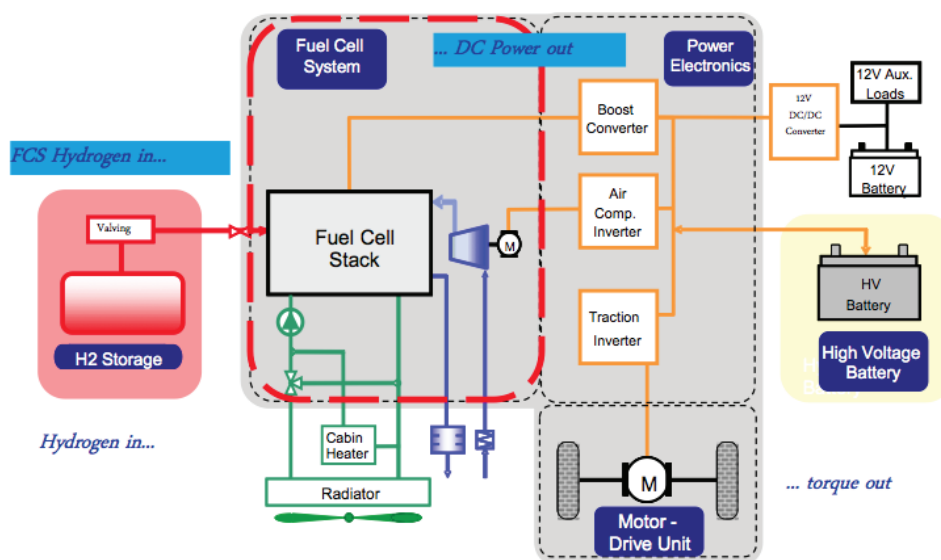 Fuel Cell
System
... DC Power out
Power
Electronics
12V Aux.
Loads
Boost
Converter
12V
DC/DC
Converter
12V
Battery
FCS Hydrogen in...
Valving
Fuel Cell
Stack
M
Air
Comp.
Inverter
HV
Battery
H2 Storage
Traction
Inverter
High Voltage
Battery
Hydrogen in...
Cabin
Heater
Radiator
M
... torque out
Motor -
Drive Unit